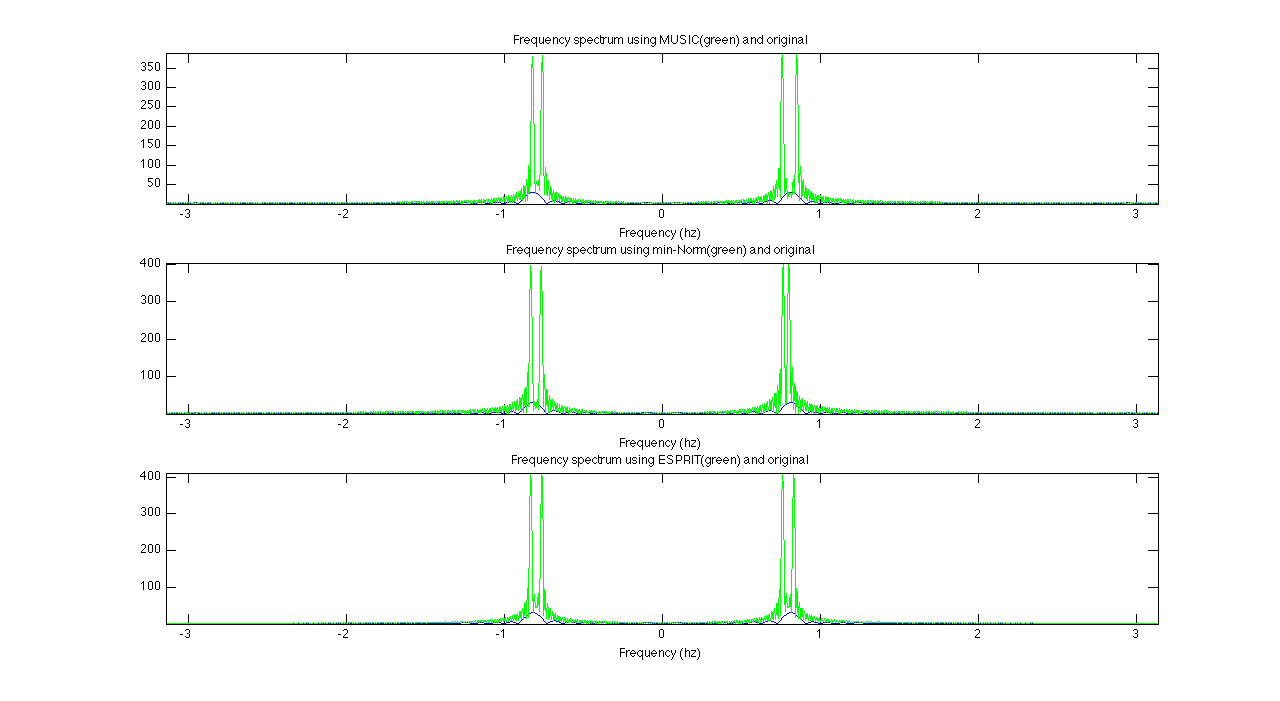 Frequency spectrum using MUSIC(green) and original
350
300
250
200
150
100
50
-3 -2 -1 0 1 2 3
Frequency (hz)
Frequency spectrum using min-Norm(green) and original
400
300
200
100
-3 -2 -1 0 1 2 3
Frequency (hz)
Frequency spectrum using ESPRIT(green) and original
400
300
200
100
-3 -2 -1 0 1 2 3
Frequency (hz)